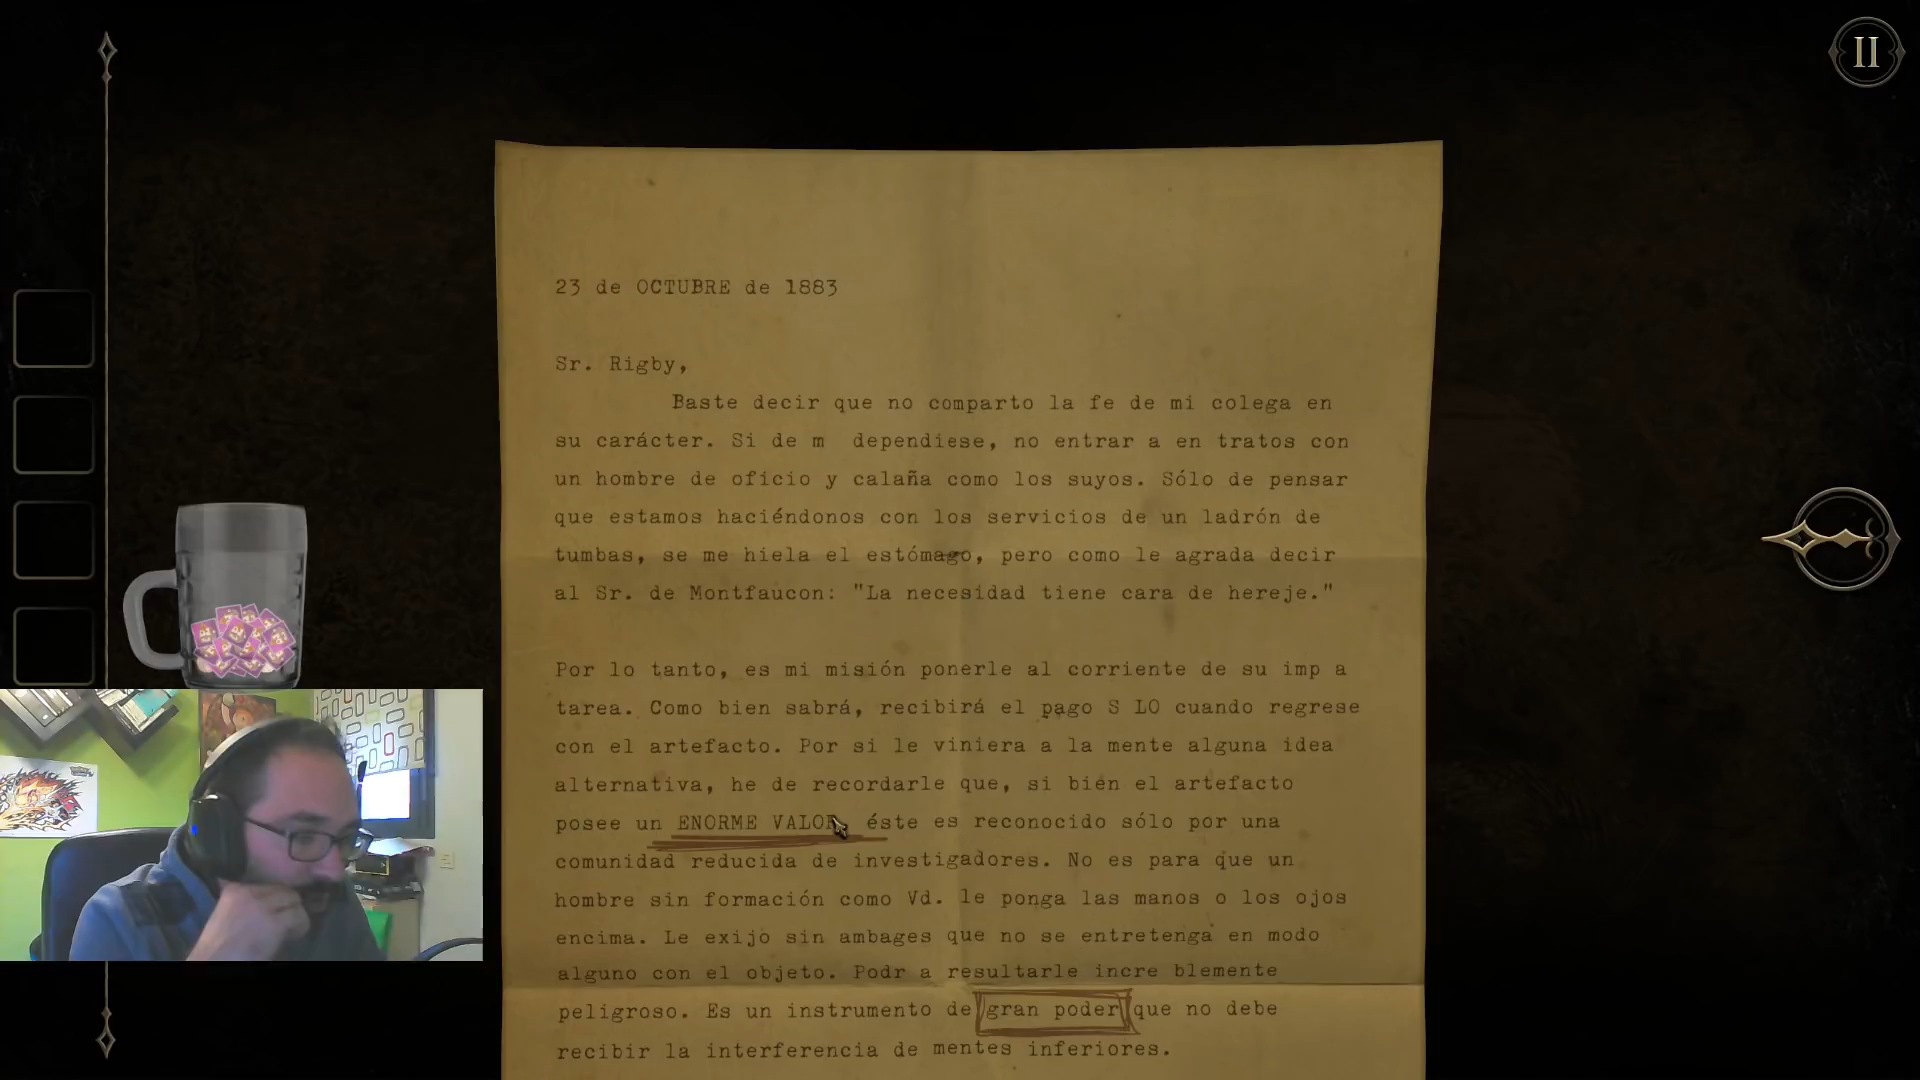 23 de OCTUBRE de 1883
Sr. Rigby,
Baste decir que no comparto la fe de mi colega en
su carácter. Si de m dependiese, no entrar a en tratos con
un hombre de oficio y calaña como los suyos. Sólo de pensar
que estamos haciéndonos con los servicios de un ladrón de
tumbas, se me hiela el estómago, pero como le agrada decir
al Sr. de Montfaucon: "La necesidad tiene cara de hereje."
Por lo tanto, es mi misión ponerle al corriente de su imp a
tarea. Como bien sabrá, recibirá el pago S LO cuando regrese
con el artefacto. Por si le viniera a la mente alguna idea
alternativa, he de recordarle que, si bien el artefacto
posee un ENORME VALOR éste es reconocido sólo por una
comunidad reducida de investigadores. No es para que un
hombre sin formación como Vd. le ponga las manos o los ojos
encima. Le exijo sin ambages que no se entretenga en modo
alguno con el objeto. Podr a resultarle incre blemente
peligroso. Es un instrumento de gran poder que no debe
recibir la interferencia de mentes inferiores.